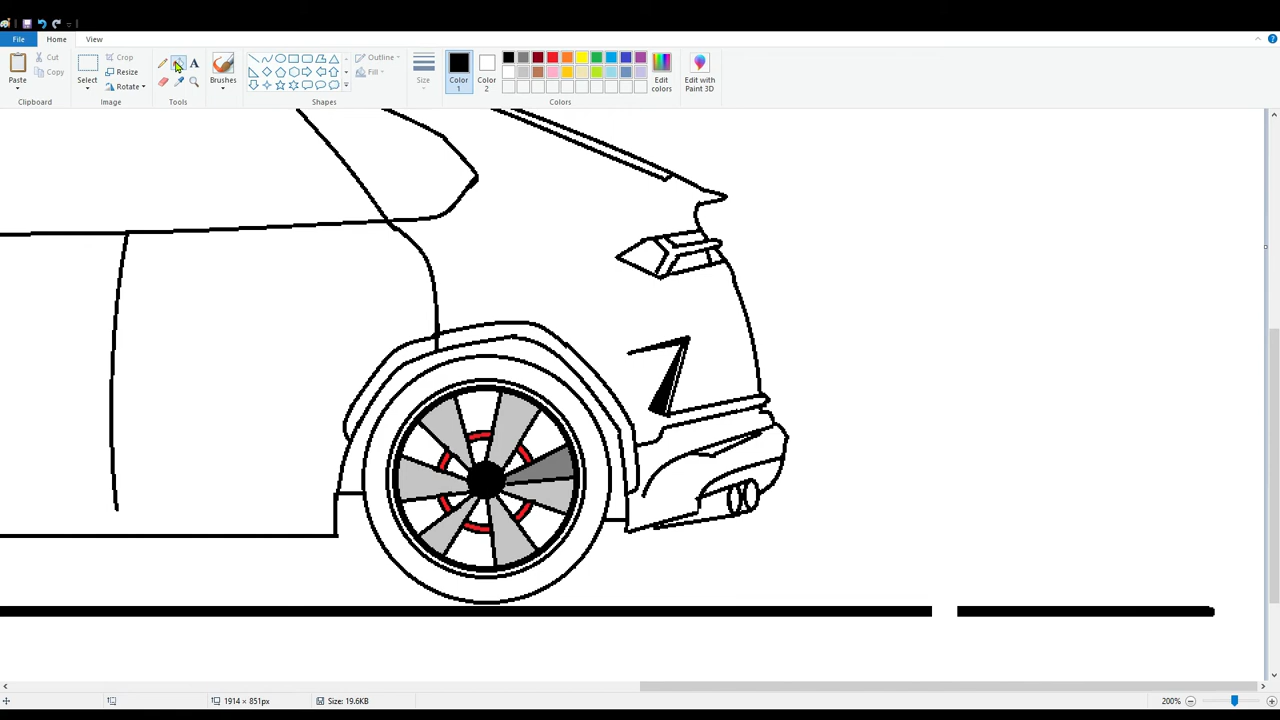 File Home View
Paste Cut Copy Clipboard
Select Crop Resize Rotate Image
A Tools
Brushes
Outline Fill Shapes
Size
Color 1
Color 2
Edit colors
Colors
Edit with Paint 3D
1914 × 851px
Size: 19.6KB
200%